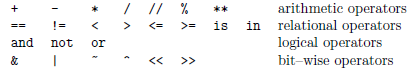 + - * / // % ** arithmetic operators
== != < > <= >= is in relational operators
and not or logical operators
& | ~ ^ << >> bit–wise operators